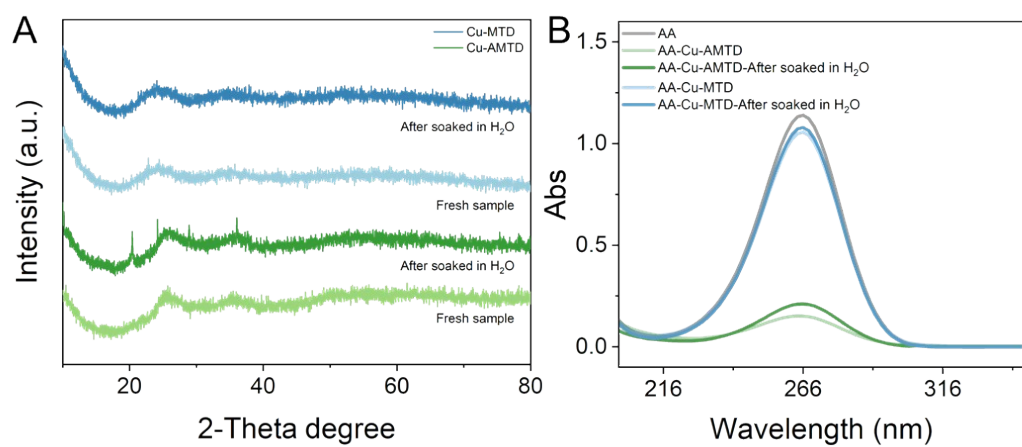 A
Cu-MTD
Cu-AMTD
After soaked in H₂O
Fresh sample
After soaked in H₂O
Fresh sample
Intensity (a.u.)
20 40 60 80
2-Theta degree
B
AA
AA-Cu-AMTD
AA-Cu-AMTD-After soaked in H₂O
AA-Cu-MTD
AA-Cu-MTD-After soaked in H₂O
1.5
1.0
0.5
0.0
Abs
216 266 316
Wavelength (nm)